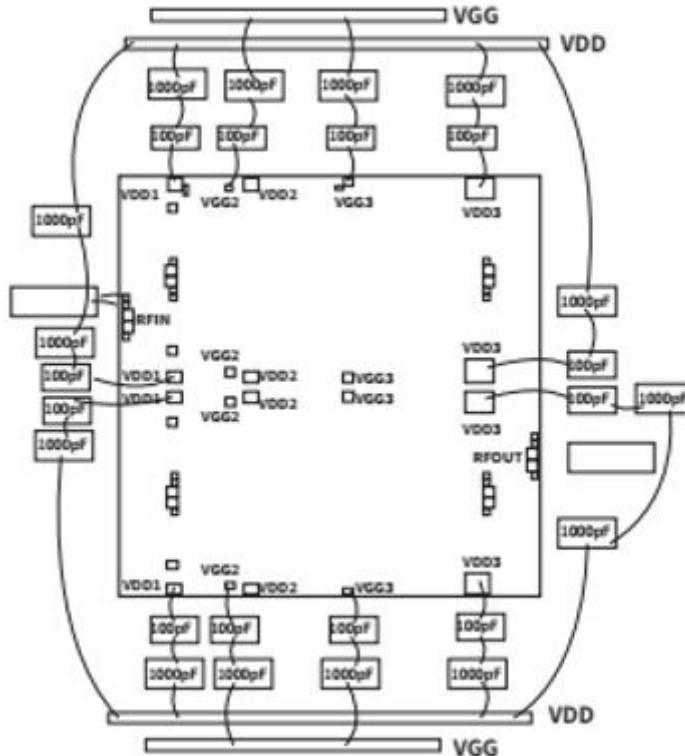 VGG
VDD
1000pF 1000pF 1000pF 1000pF
100pF 100pF 100pF 100pF
VDD1 VGG2 VDD2 VGG3 VDD3
1000pF
1000pF
RFIN
1000pF
VGG2 VDD3
100pF
100pF VDD1 VDD2 VGG3
100pF VDD1 VDD2 VGG3 100pF 1000pF
VGG2
VDD3
1000pF
RFOUT
1000pF
VGG2 VDD3
VDD1 VDD2 VGG3
100pF 100pF 100pF 100pF
1000pF 1000pF 1000pF 1000pF
VDD
VGG